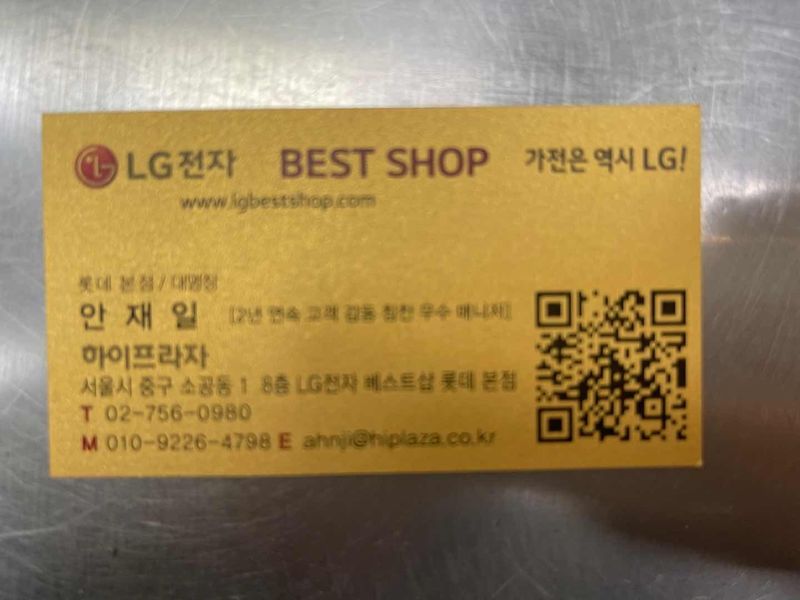 LG전자 BEST SHOP 가전은 역시 LG!
www.lgbestshop.com
롯데 본점 / 대명장
안 재 일 [2년 연속 고객 감동 칭찬 우수 매니저]
하이프라자
서울시 중구 소공동 1 8층 LG전자 베스트샵 롯데 본점
T 02-756-0980
M 010-9226-4798 E ahnji@hiplaza.co.kr